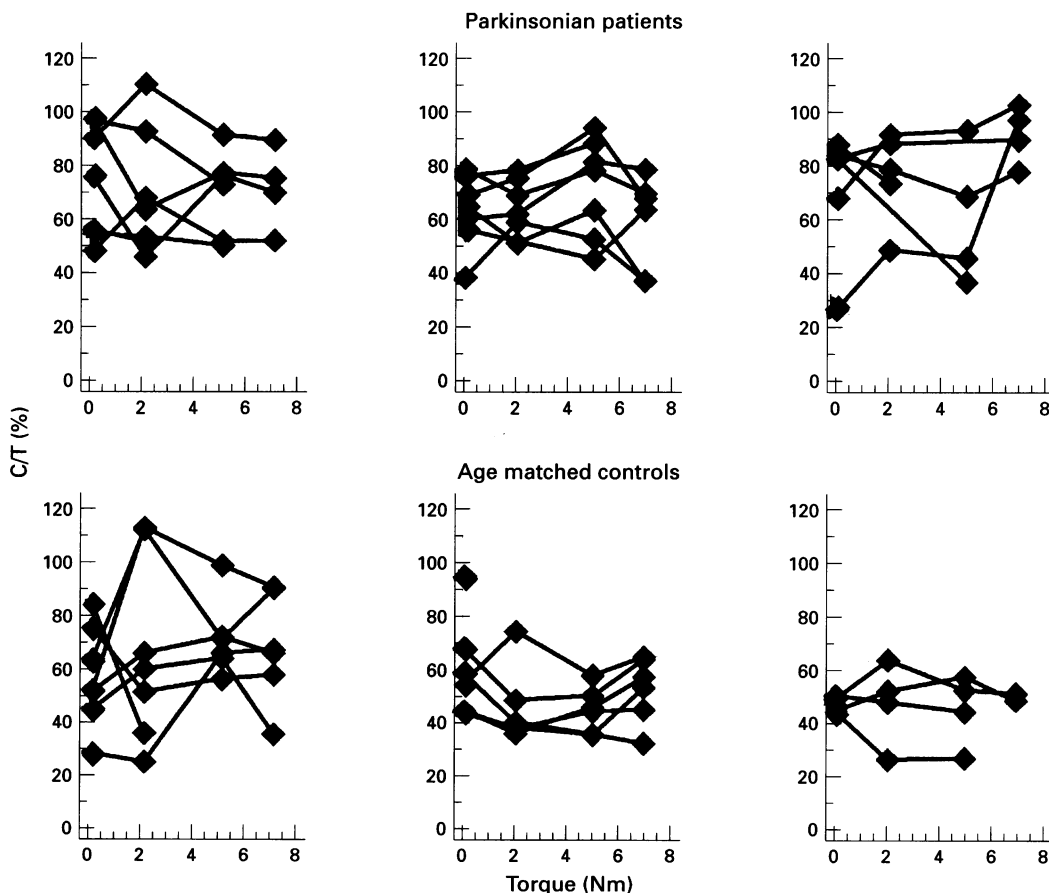 Parkinsonian patients
120 120 120
100 100 100
80 80 80
60 60 60
40 40 40
20 20 20
0 0 0
0 2 4 6 8 0 2 4 6 8 0 2 4 6 8
C/T (%)
Age matched controls
120 120 120
100 100 100
80 80 80
60 60 60
40 40 40
20 20 20
0 0 0
0 2 4 6 8 0 2 4 6 8 0 2 4 6 8
Torque (Nm)